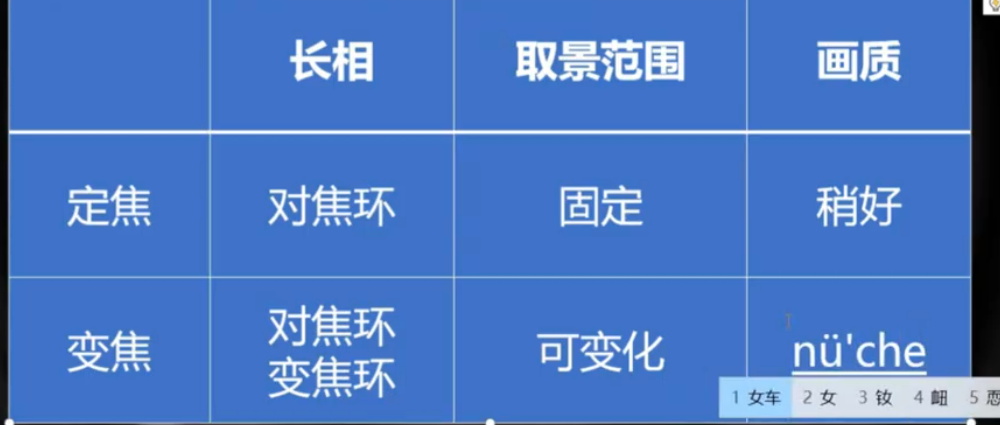 长相 取景范围 画质
定焦 对焦环 固定 稍好
变焦 对焦环 变焦环 可变化 nü'che
1 女车 2 女 3 钕 4 衄 5 恧